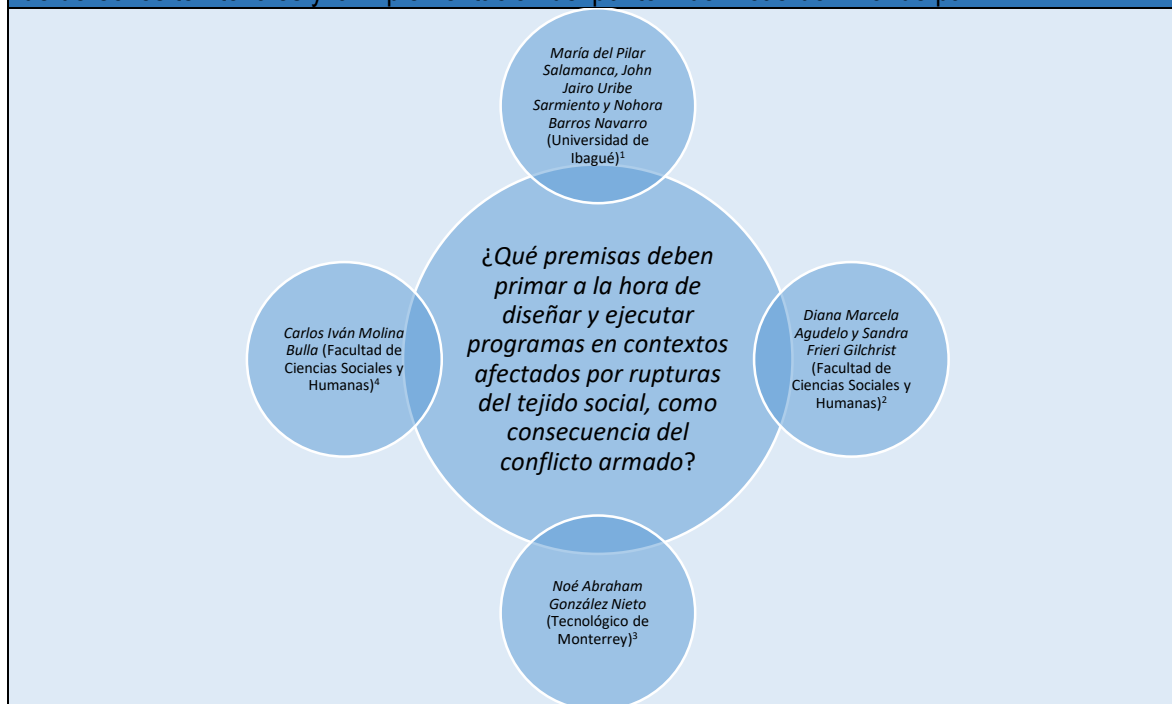 María del Pilar
Salamanca, John
Jairo Uribe
Sarmiento y Nohora
Barros Navarro
(Universidad de
Ibagué)¹
¿Qué premisas deben
primar a la hora de
diseñar y ejecutar
programas en contextos
afectados por rupturas
del tejido social, como
consecuencia del
conflicto armado?
Carlos Iván Molina
Bulla (Facultad de
Ciencias Sociales y
Humanas)⁴
Diana Marcela
Agudelo y Sandra
Frieri Gilchrist
(Facultad de
Ciencias Sociales y
Humanas)²
Noé Abraham
González Nieto
(Tecnológico de
Monterrey)³